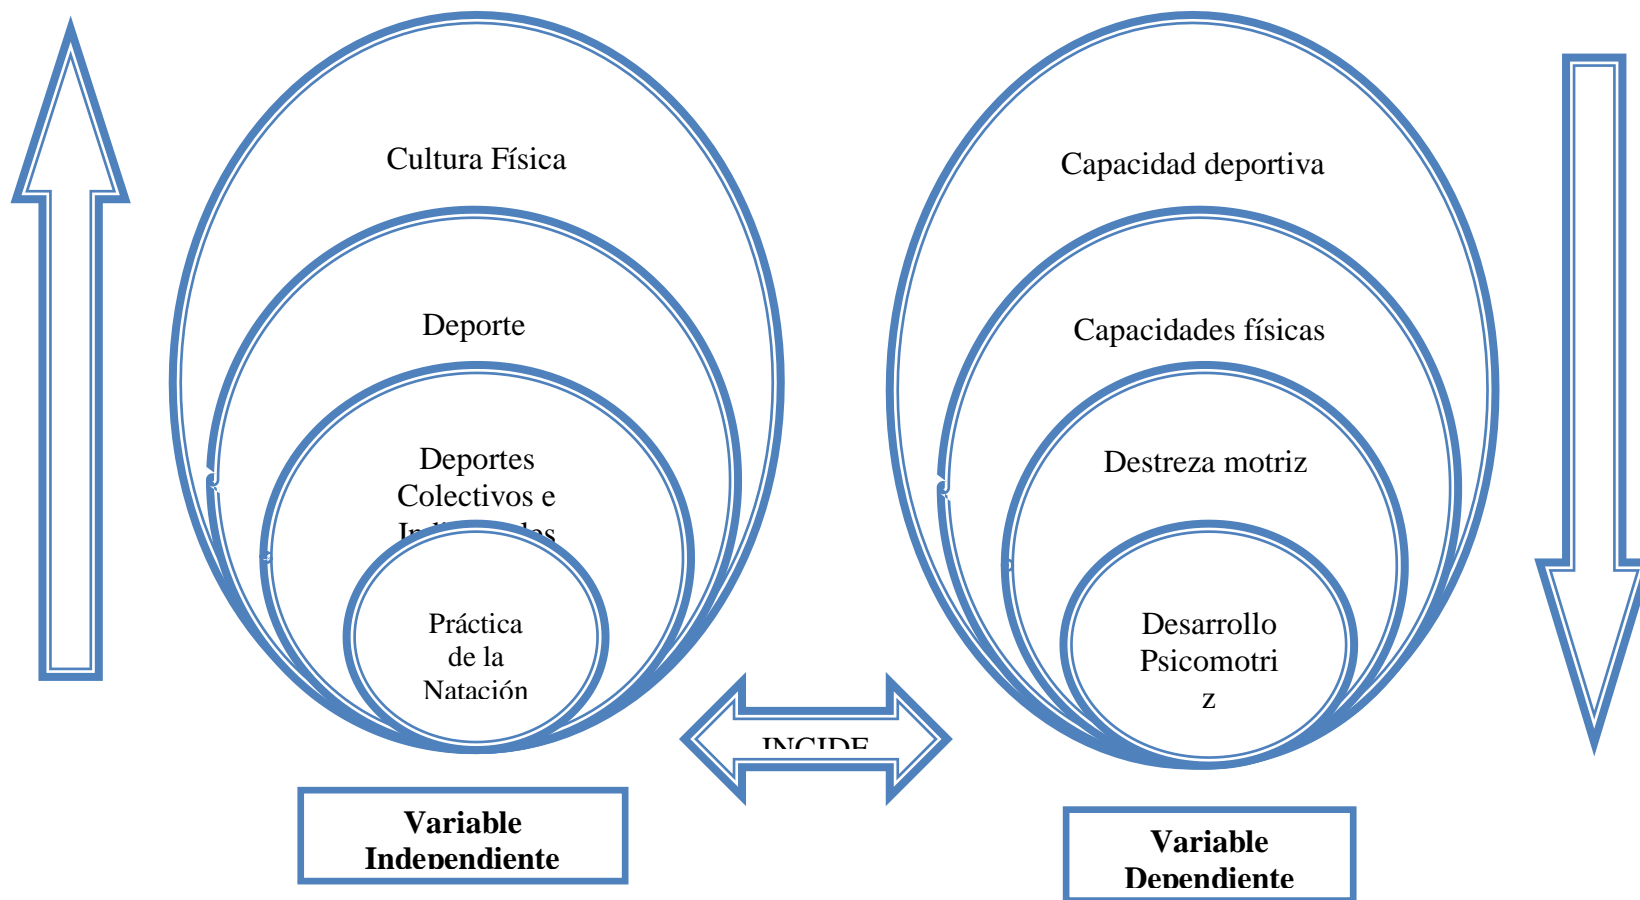 Cultura Física
Deporte
Deportes
Colectivos e
Práctica
de la
Natación
Variable
Independiente
INCIDE
Capacidad deportiva
Capacidades físicas
Destreza motriz
Desarrollo
Psicomotri
z
Variable
Dependiente